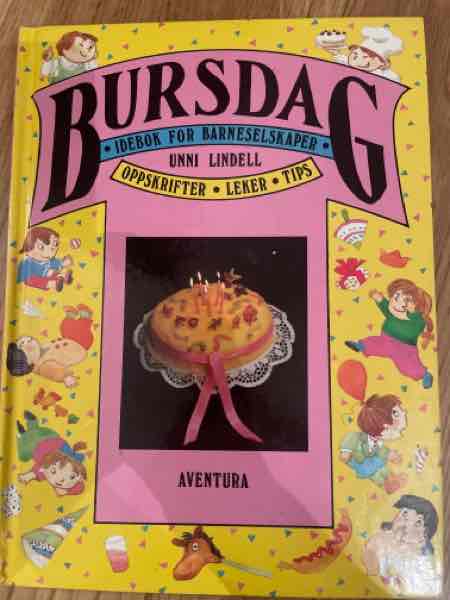 BURSDAG
• IDEBOK FOR BARNESELSKAPER •
UNNI LINDELL
OPPSKRIFTER • LEKER • TIPS
AVENTURA